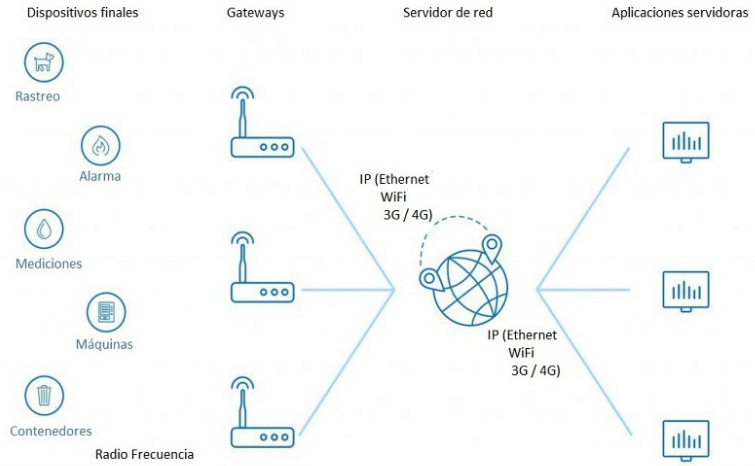 Dispositivos finales
Gateways
Servidor de red
Aplicaciones servidoras
Rastreo
Alarma
Mediciones
Máquinas
Contenedores
Radio Frecuencia
IP (Ethernet
WiFi
3G / 4G)
IP (Ethernet
WiFi
3G / 4G)